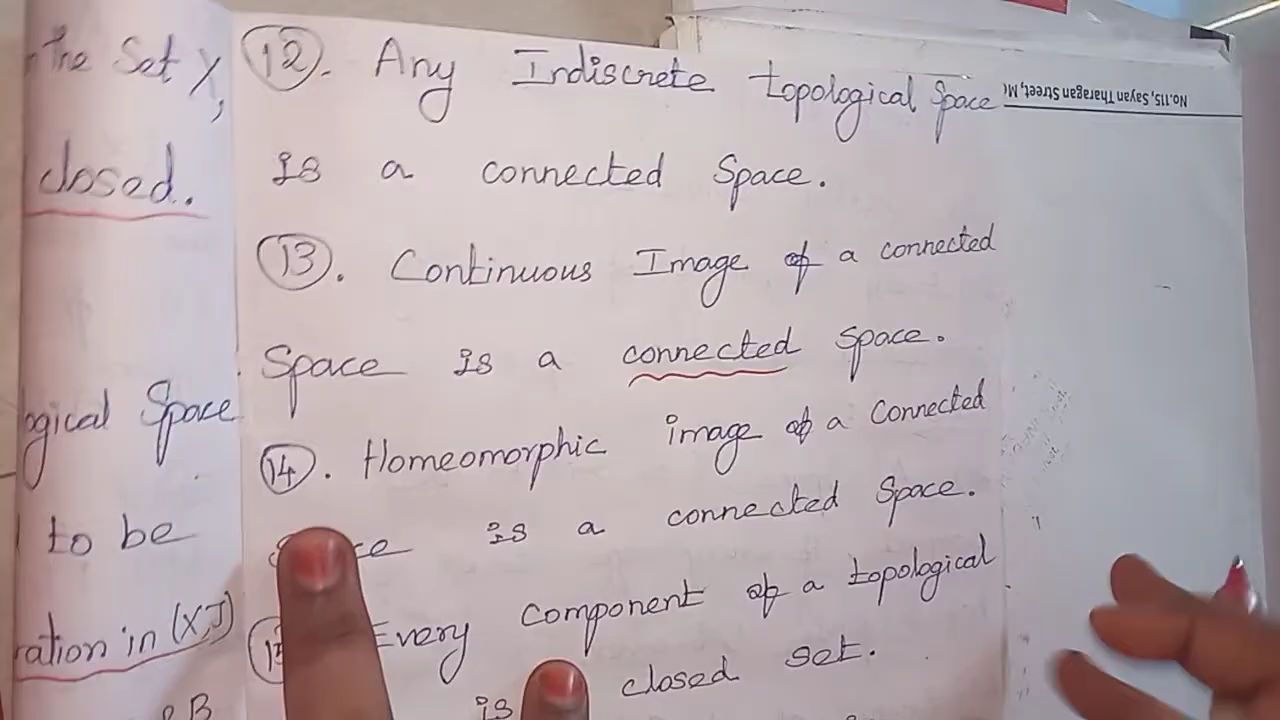 the Set X,
closed.
Space
to be
in (X,J)
(12). Any Indiscrete topological Space
is a connected Space.
(13). Continuous Image of a connected
Space is a connected Space.
(14). Homeomorphic image of a Connected
is a connected Space.
Every component of a topological
is closed set.
No.115, Sayan Tharagan Street,